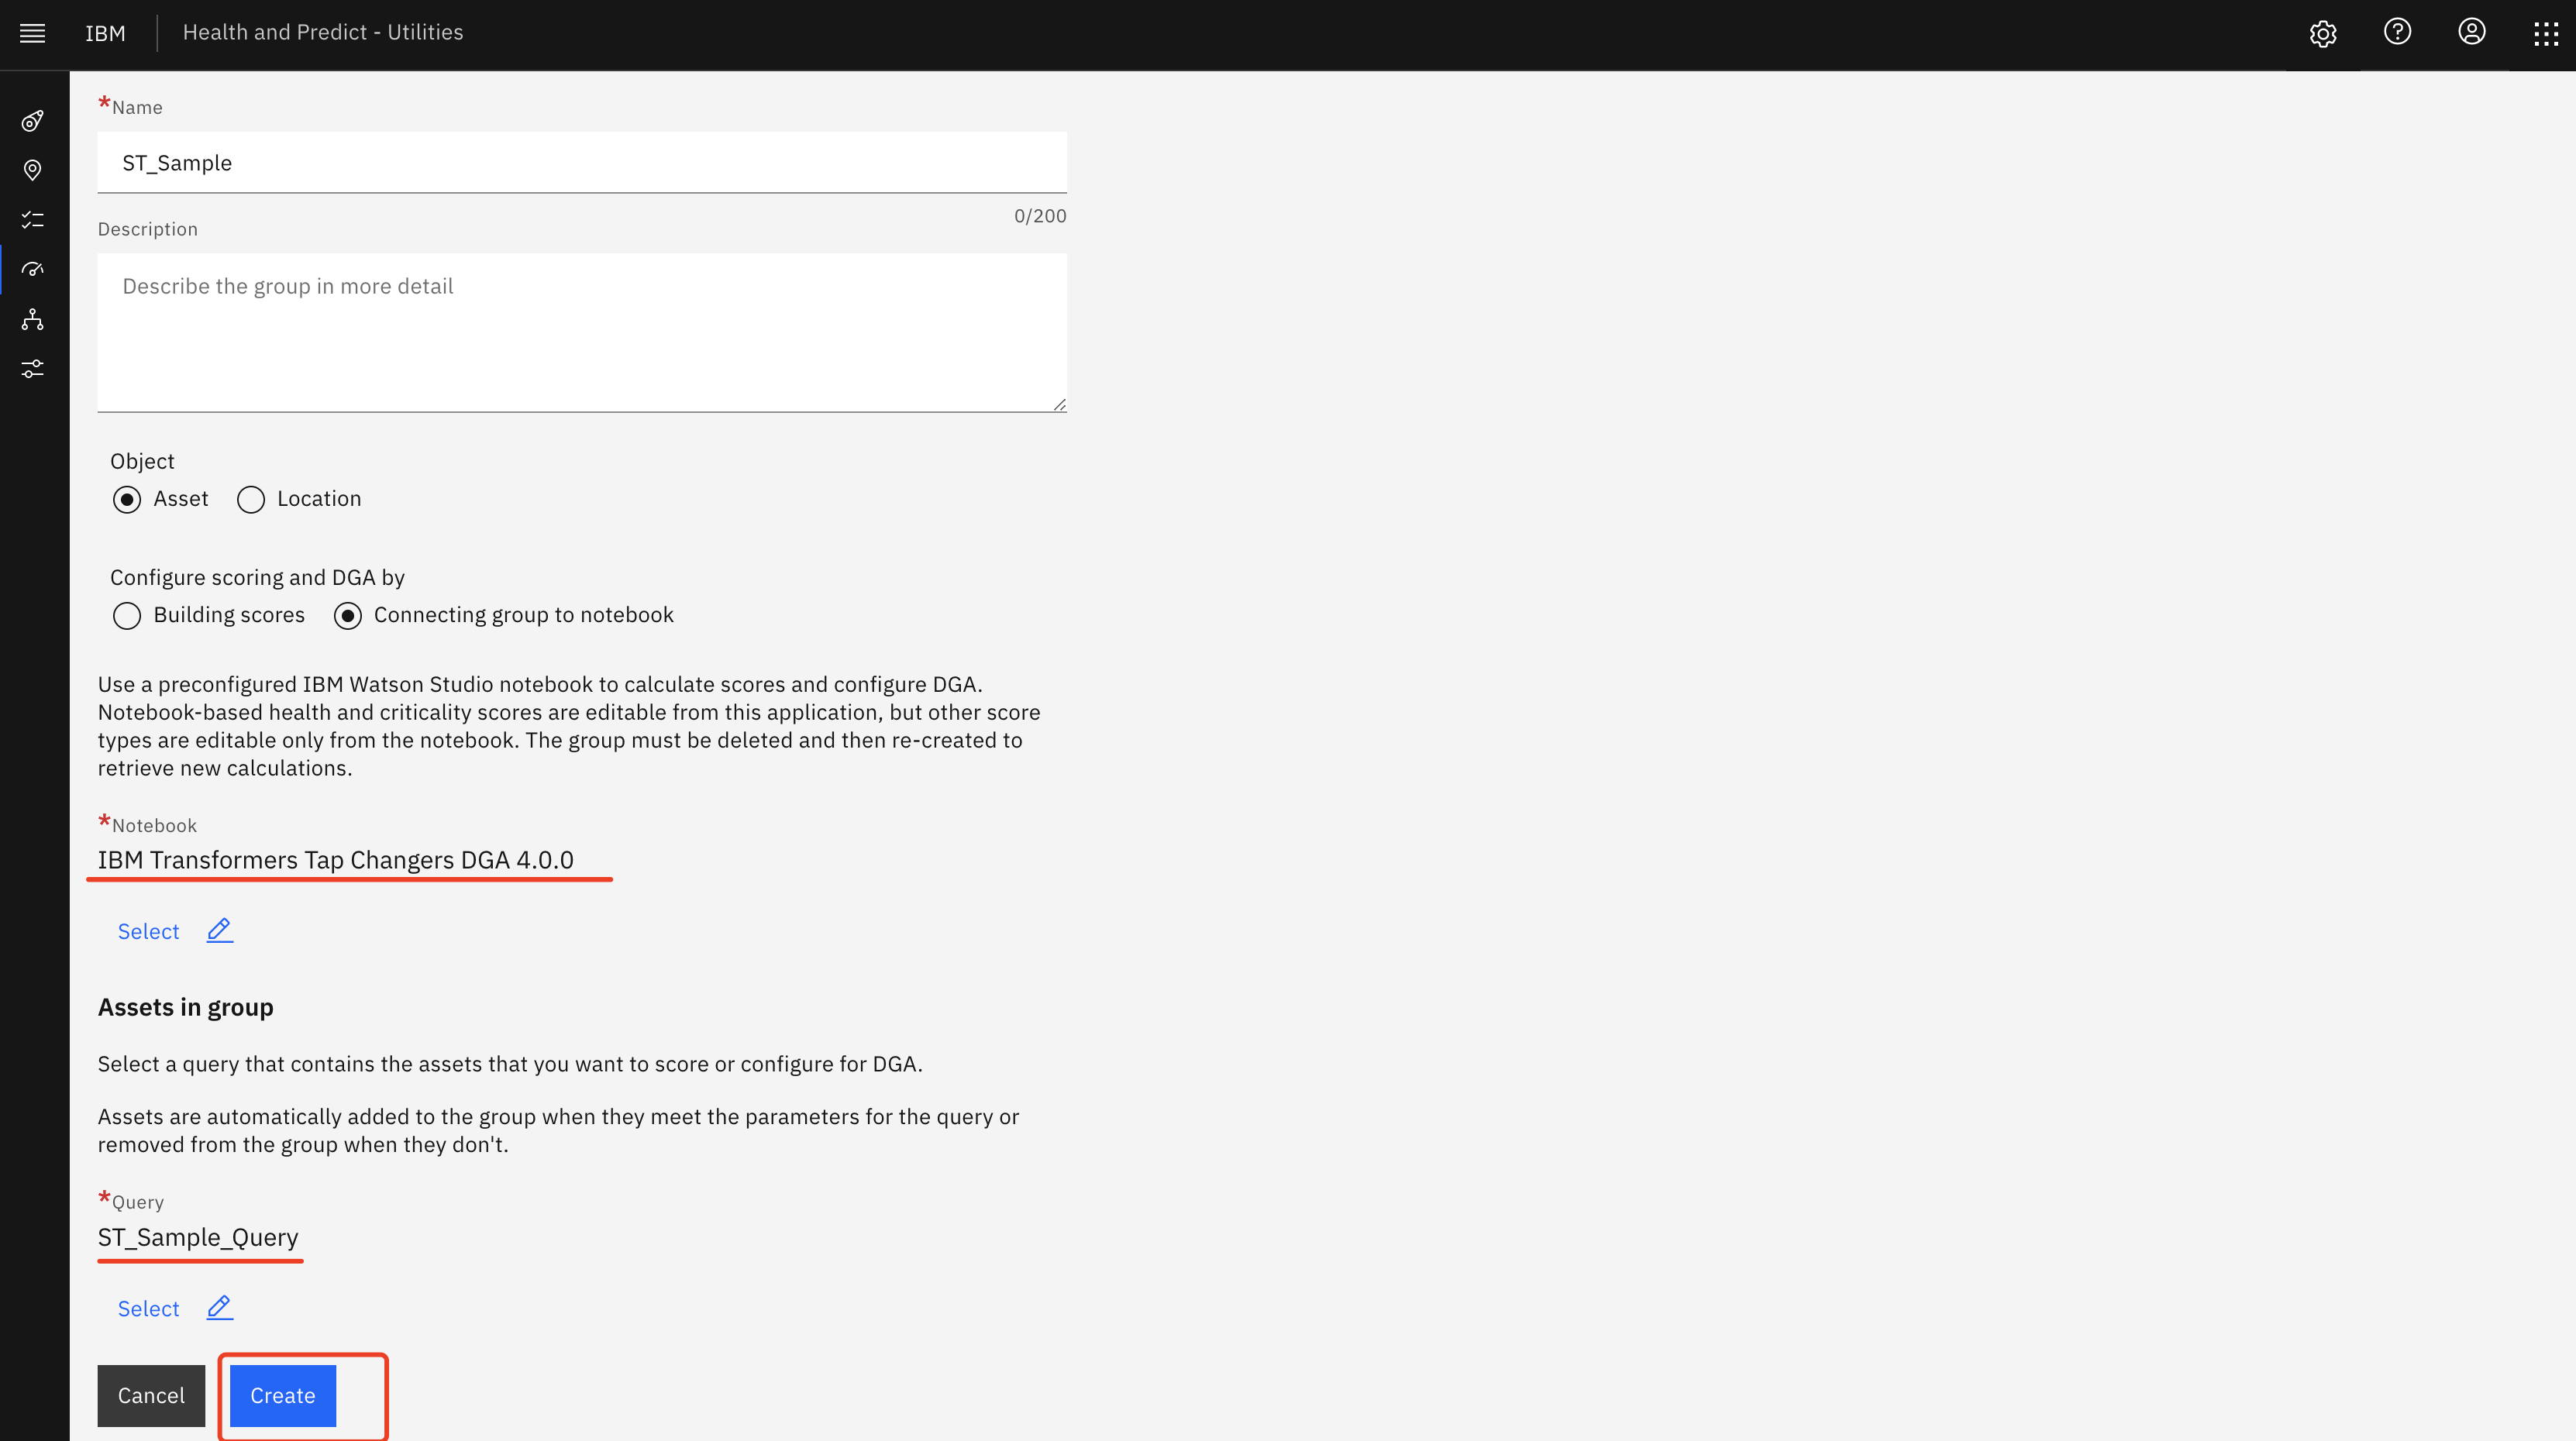 IBM
Health and Predict - Utilities
*Name
ST_Sample
0/200
Description
Describe the group in more detail
Object
Asset
Location
Configure scoring and DGA by
Building scores
Connecting group to notebook
Use a preconfigured IBM Watson Studio notebook to calculate scores and configure DGA.
Notebook-based health and criticality scores are editable from this application, but other score
types are editable only from the notebook. The group must be deleted and then re-created to
retrieve new calculations.
*Notebook
IBM Transformers Tap Changers DGA 4.0.0
Select
Assets in group
Select a query that contains the assets that you want to score or configure for DGA.
Assets are automatically added to the group when they meet the parameters for the query or
removed from the group when they don't.
*Query
ST_Sample_Query
Select
Cancel
Create